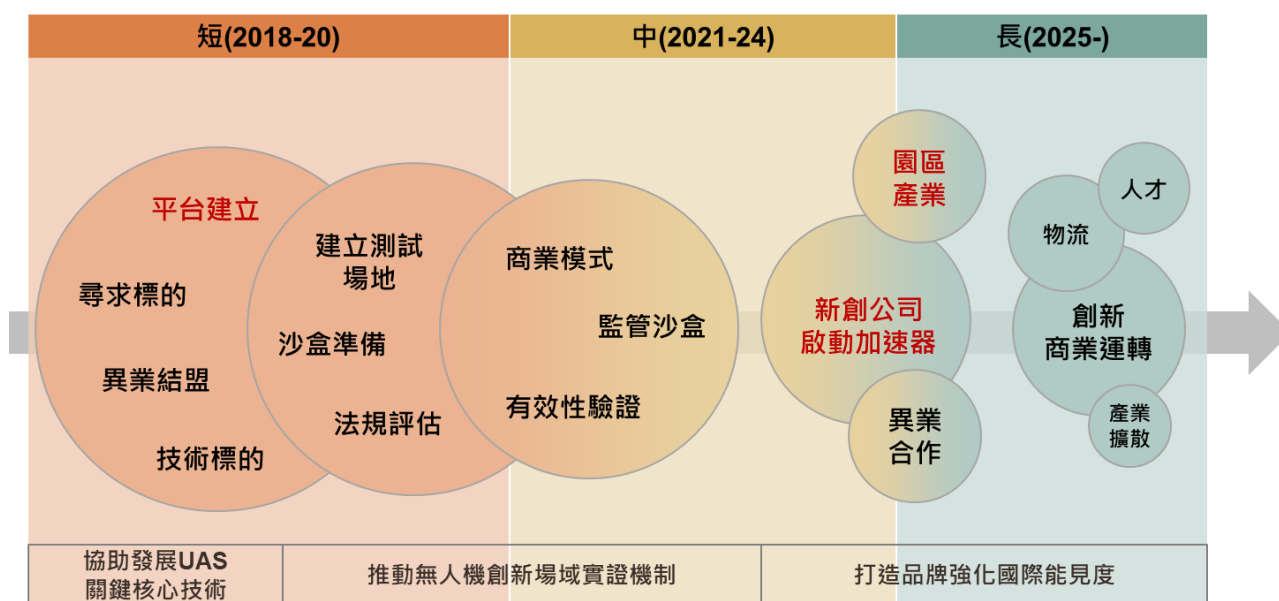 短(2018-20)
中(2021-24)
長(2025-)
平台建立
尋求標的
異業結盟
技術標的
建立測試
場地
沙盒準備
法規評估
商業模式
監管沙盒
有效性驗証
園區
產業
新創公司
啟動加速器
異業
合作
人才
物流
創新
商業運轉
產業
擴散
協助發展UAS
關鍵核心技術
推動無人機創新場域實證機制
打造品牌強化國際能見度